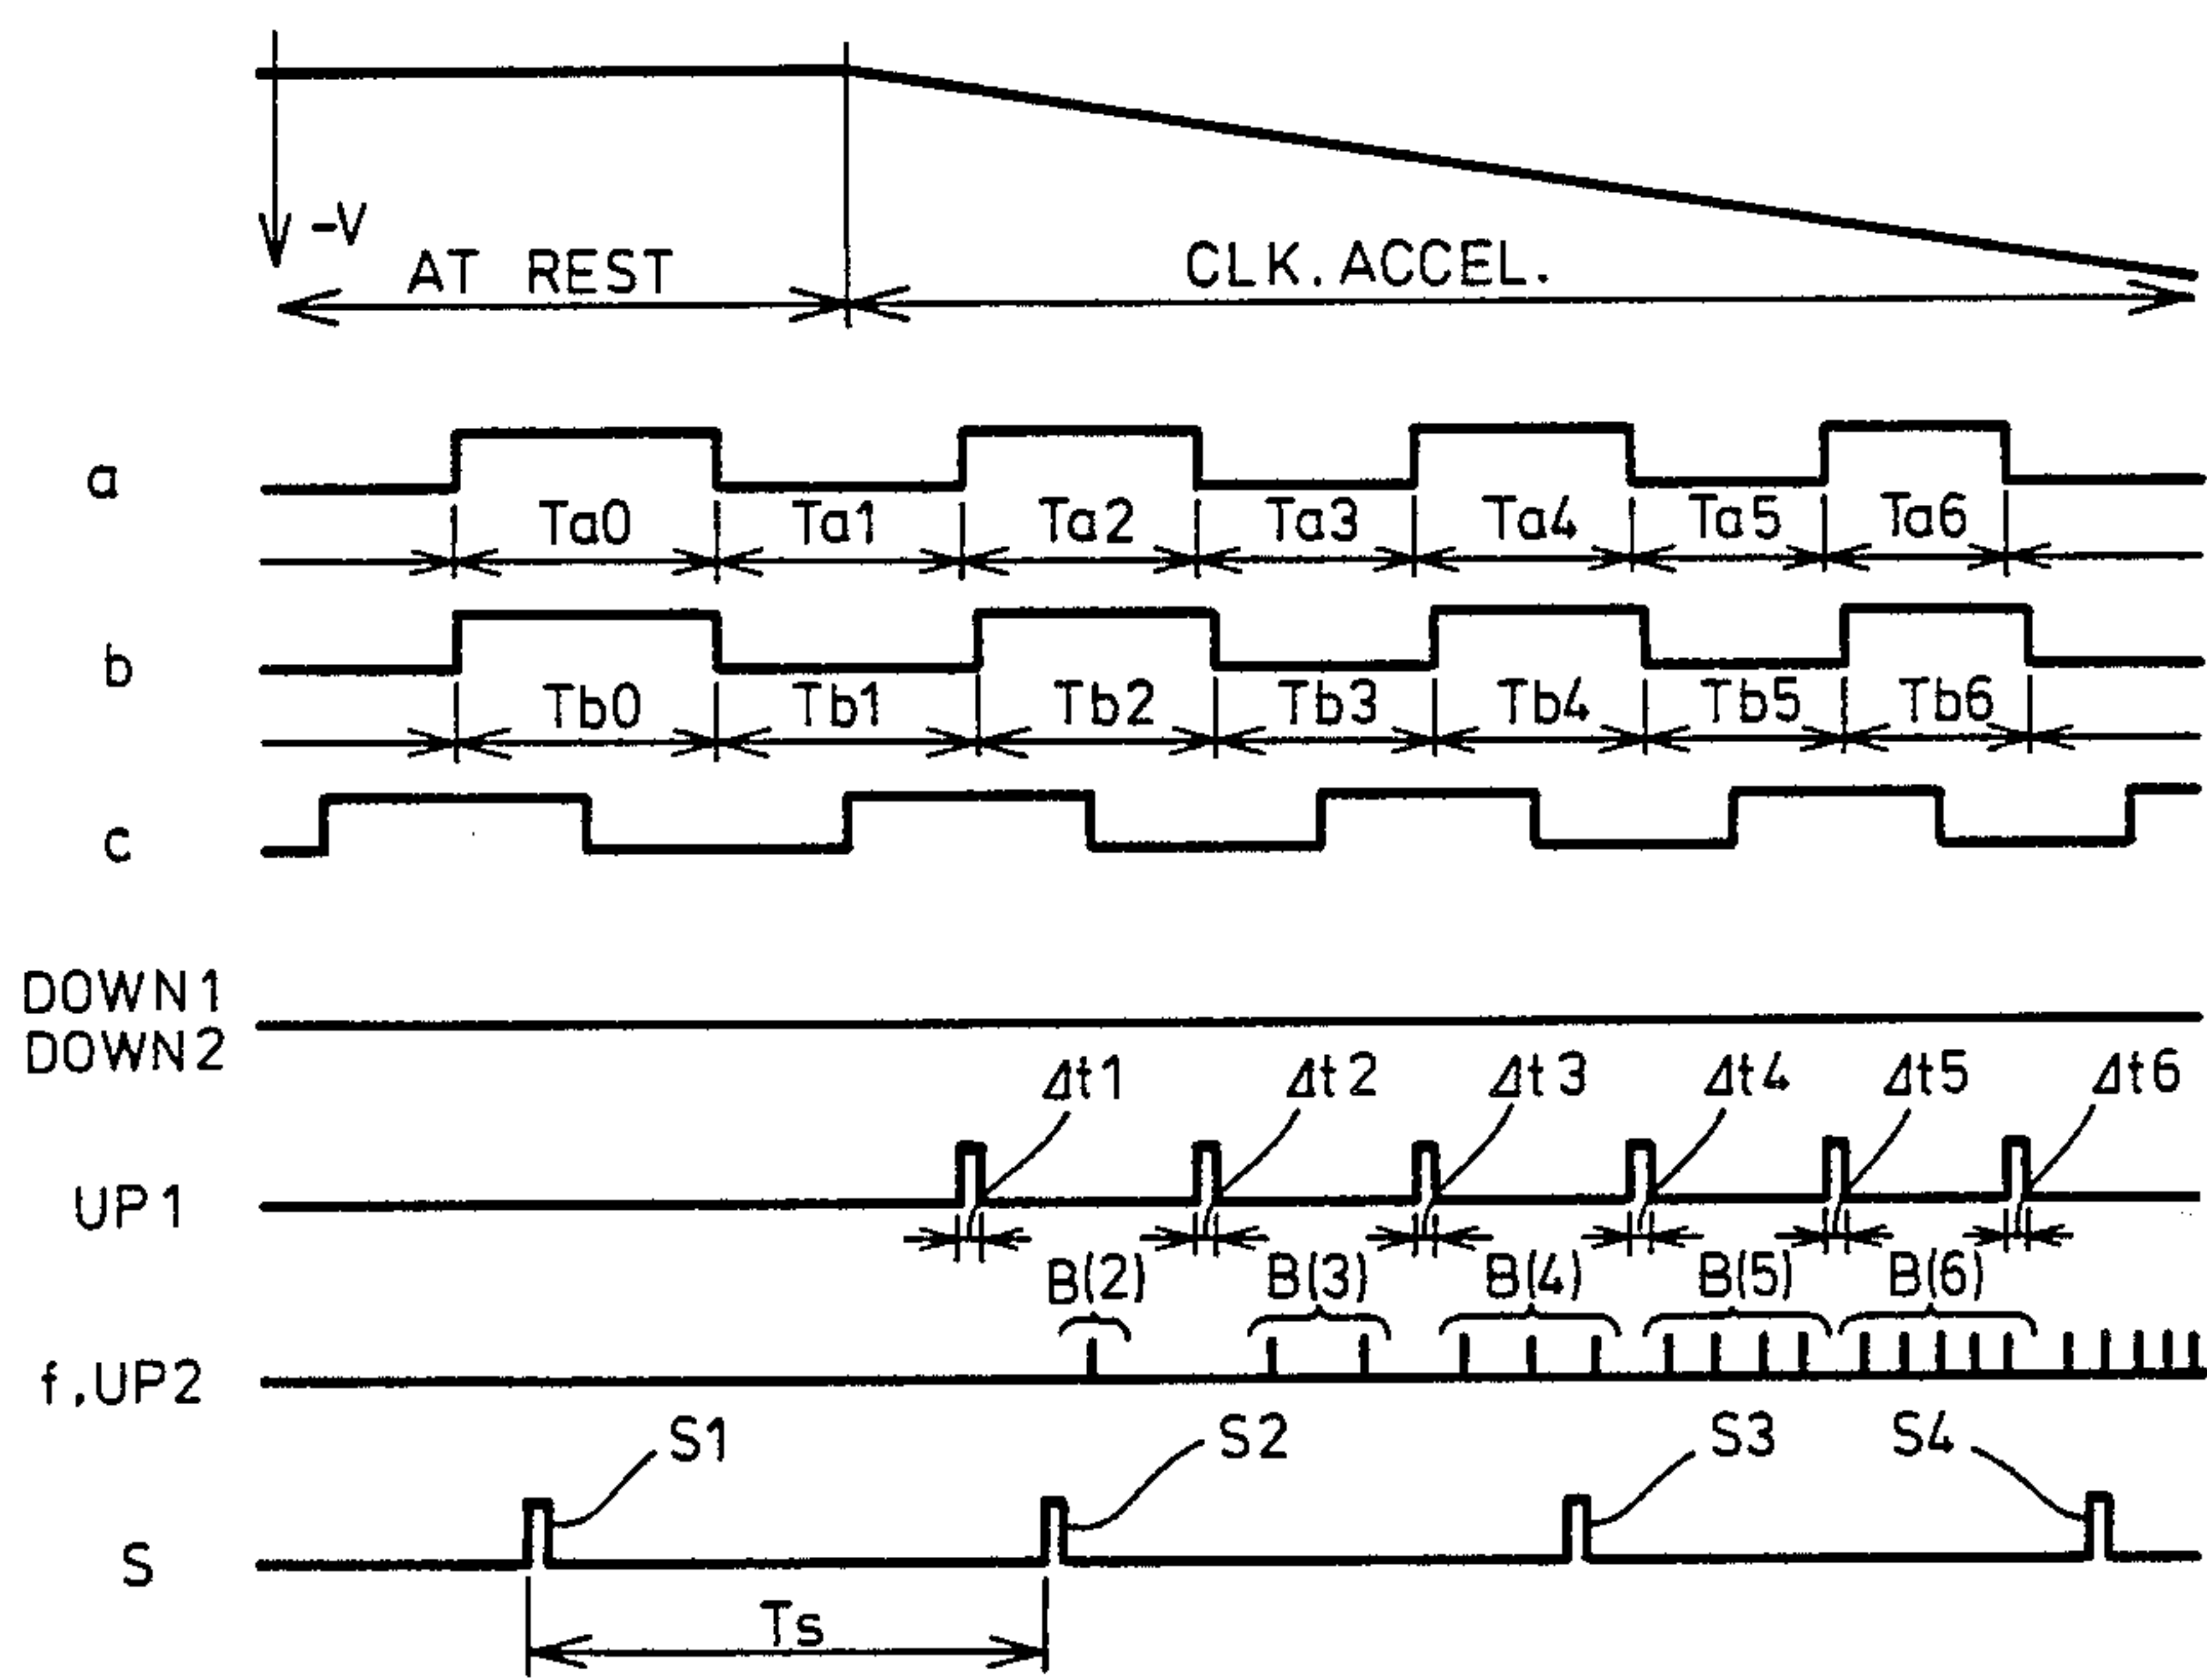 -V
AT REST
CLK. ACCEL.
a
Ta0 Ta1 Ta2 Ta3 Ta4 Ta5 Ta6
b
Tb0 Tb1 Tb2 Tb3 Tb4 Tb5 Tb6
c
DOWN1
DOWN2
Δt1 Δt2 Δt3 Δt4 Δt5 Δt6
UP1
B(2) B(3) B(4) B(5) B(6)
f,UP2
S1 S2 S3 S4
S
Ts